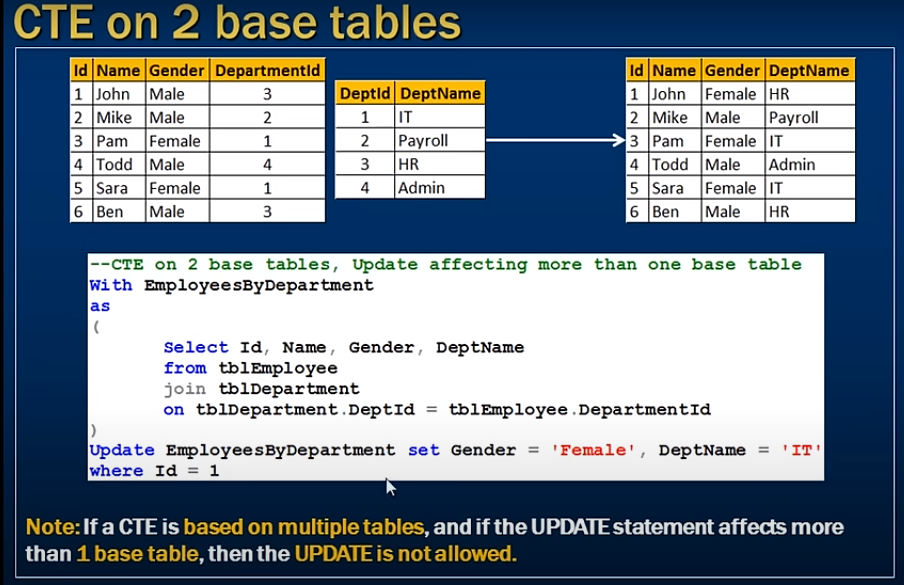 CTE on 2 base tables
Id Name Gender DepartmentId
1 John Male 3
2 Mike Male 2
3 Pam Female 1
4 Todd Male 4
5 Sara Female 1
6 Ben Male 3
DeptId DeptName
1 IT
2 Payroll
3 HR
4 Admin
Id Name Gender DeptName
1 John Female HR
2 Mike Male Payroll
3 Pam Female IT
4 Todd Male Admin
5 Sara Female IT
6 Ben Male HR
--CTE on 2 base tables, Update affecting more than one base table
With EmployeesByDepartment
as
(
Select Id, Name, Gender, DeptName
from tblEmployee
join tblDepartment
on tblDepartment.DeptId = tblEmployee.DepartmentId
)
Update EmployeesByDepartment set Gender = 'Female', DeptName = 'IT'
where Id = 1
Note: If a CTE is based on multiple tables, and if the UPDATE statement affects more
than 1 base table, then the UPDATE is not allowed.